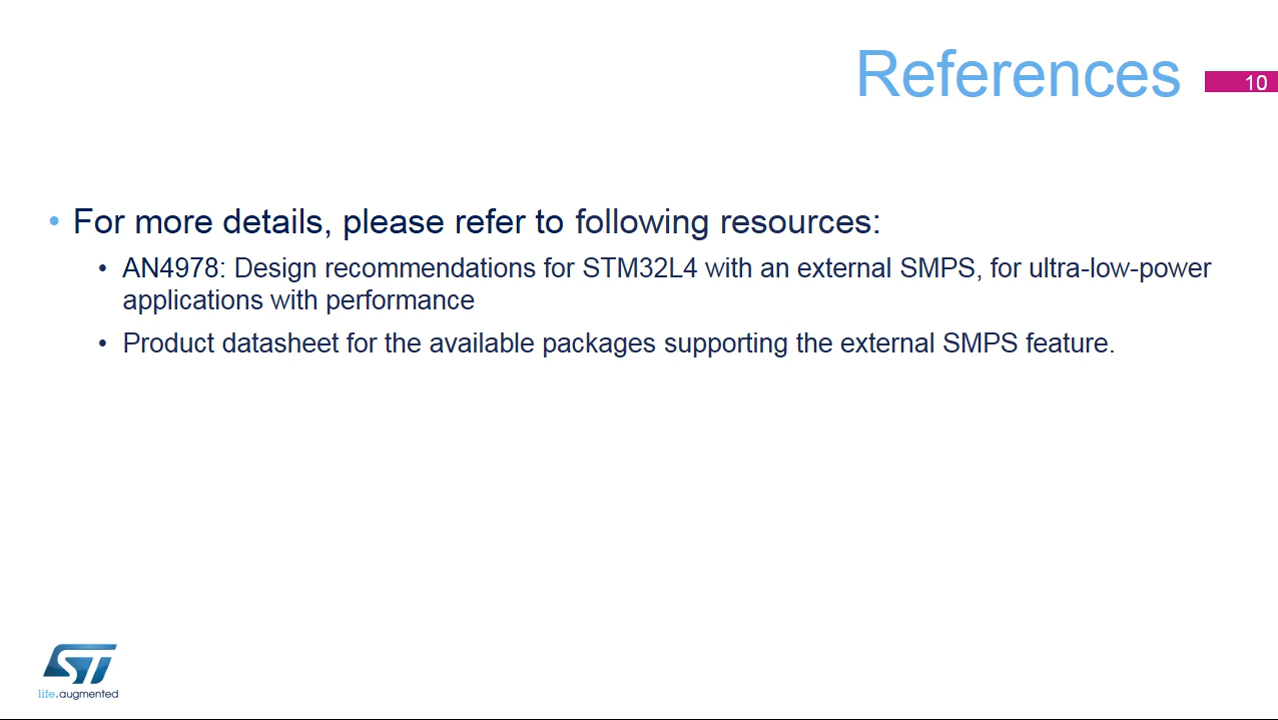 References
10
• For more details, please refer to following resources:
• AN4978: Design recommendations for STM32L4 with an external SMPS, for ultra-low-power
applications with performance
• Product datasheet for the available packages supporting the external SMPS feature.
ST
life.augmented